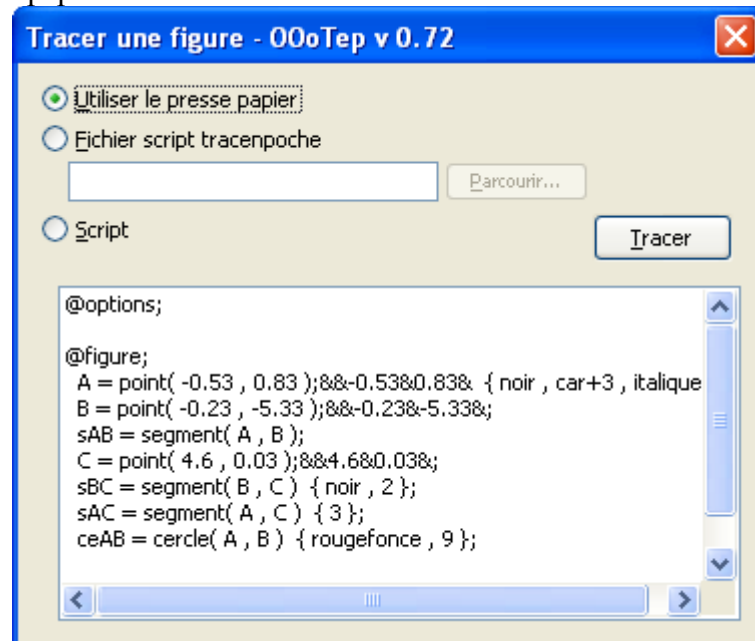 Tracer une figure - OOoTep v 0.72
Utiliser le presse papier
Fichier script tracenpoche
Parcourir...
Script
Tracer
@options;
@figure;
A = point( -0.53 , 0.83 );&&-0.53&0.83& { noir , car+3 , italique
B = point( -0.23 , -5.33 );&&-0.23&-5.33&;
sAB = segment( A , B );
C = point( 4.6 , 0.03 );&&4.6&0.03&;
sBC = segment( B , C ) { noir , 2 };
sAC = segment( A , C ) { 3 };
ceAB = cercle( A , B ) { rougefonce , 9 };